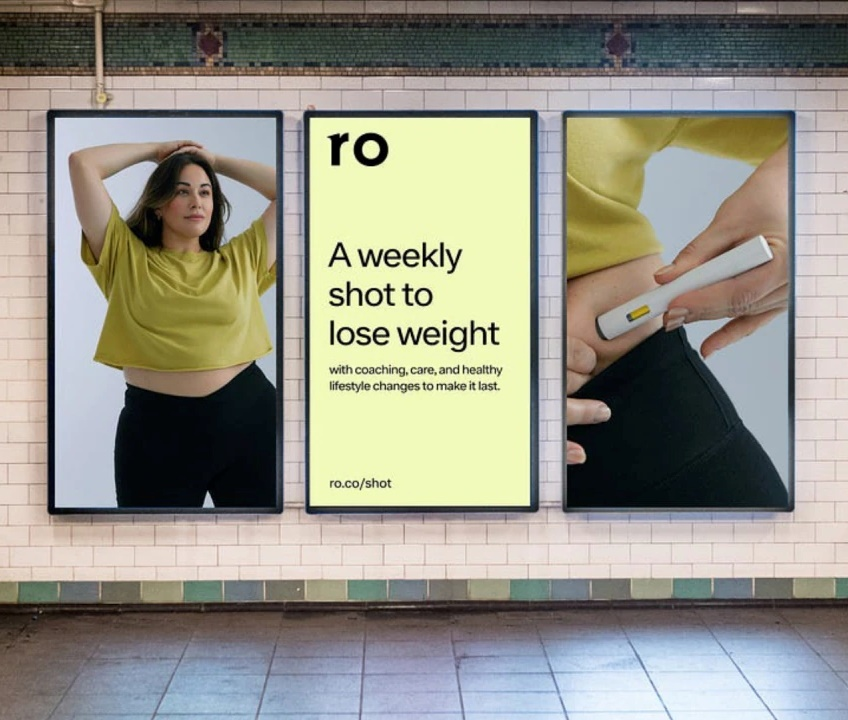 ro
A weekly
shot to
lose weight
with coaching, care, and healthy
lifestyle changes to make it last.
ro.co/shot